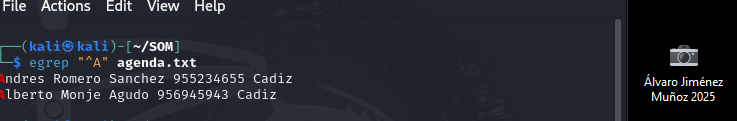 File Actions Edit View Help
(kali㉿kali)-[~/SOM]
$ egrep "^A" agenda.txt
Andres Romero Sanchez 955234655 Cadiz
Alberto Monje Agudo 956945943 Cadiz
Álvaro Jiménez
Muñoz 2025